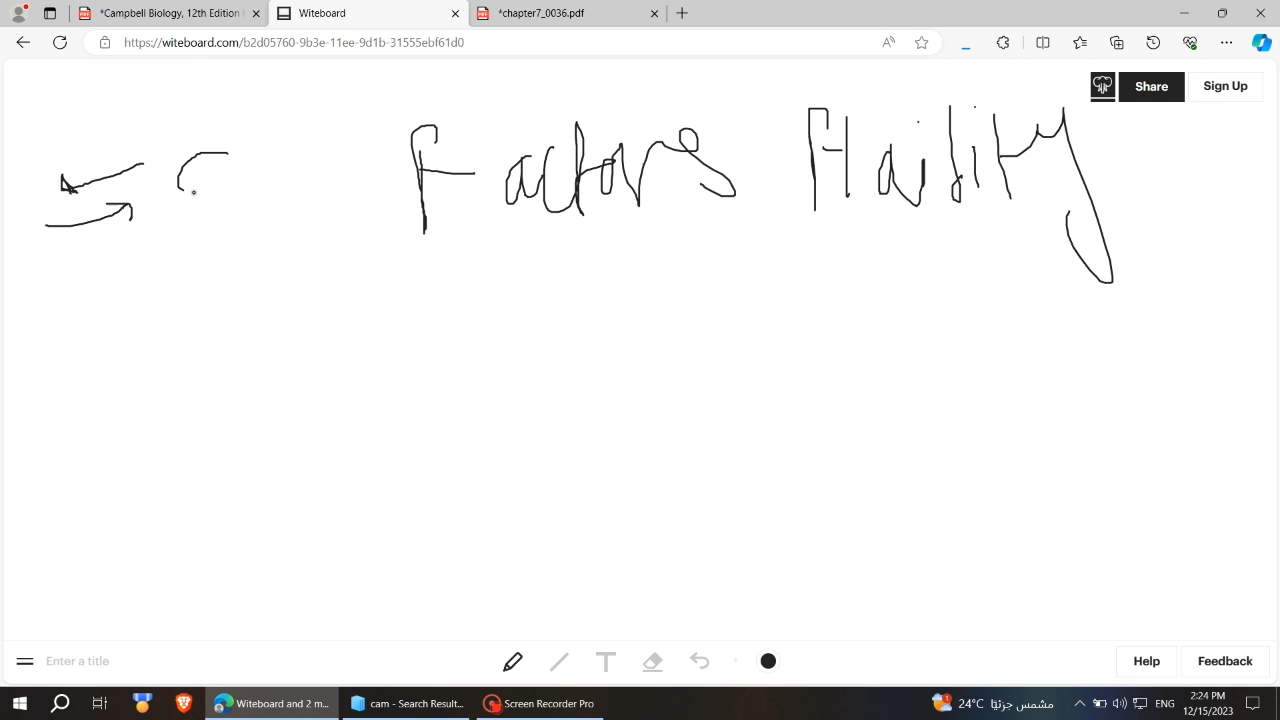 *Campbell Biology, 12th Edition
Witeboard
*chapter7_0036.pdf
https://witeboard.com/b2d05760-9b3e-11ee-9d1b-31555ebf61d0
Share
Sign Up
Factors
Enter a title
Help
Feedback
Witeboard and 2 m...
cam - Search Result...
Screen Recorder Pro
24°C مشمس جزئيًا
ENG
2:24 PM
12/15/2023